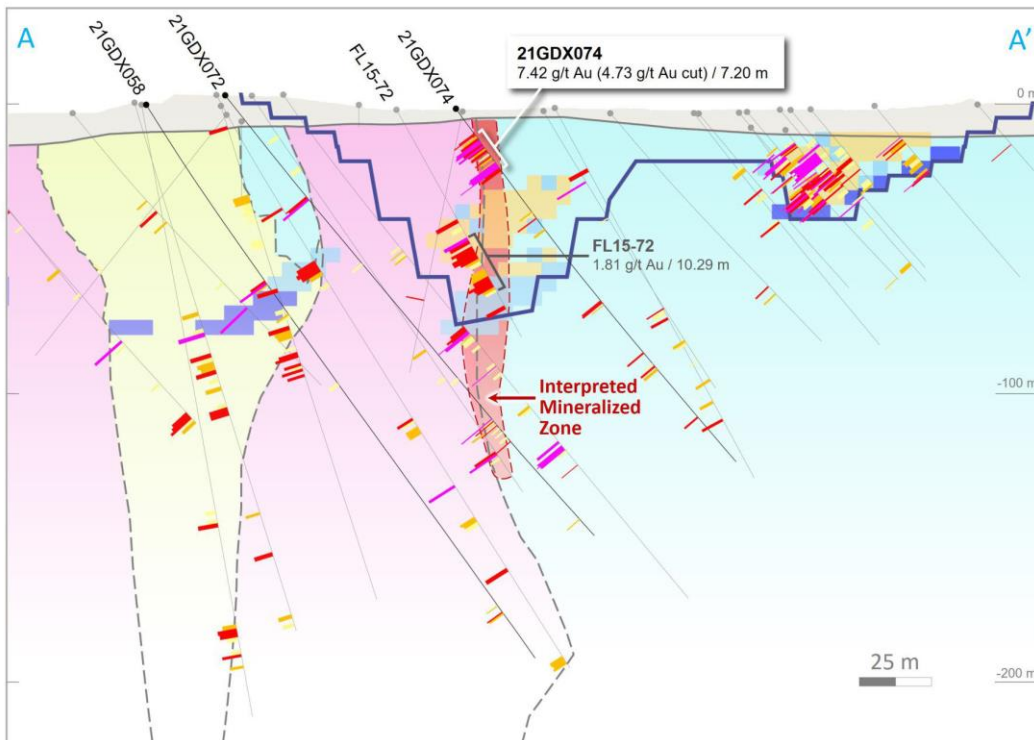 A
A'
21GDX058
21GDX072
FL15-72
21GDX074
21GDX074
7.42 g/t Au (4.73 g/t Au cut) / 7.20 m
0 m
FL15-72
1.81 g/t Au / 10.29 m
Interpreted
Mineralized
Zone
-100 m
25 m
-200 m